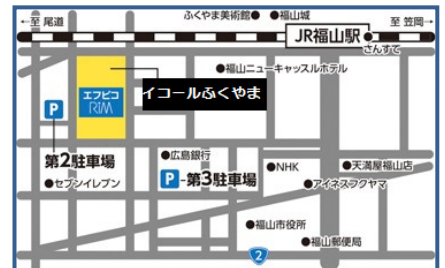 ←至 尾道
ふくやま美術館●
●福山城
至 笠岡→
JR福山駅
さんすて
●福山ニューキャッスルホテル
イコールふくやま
エフピコ
RIM
P
第2駐車場
●セブンイレブン
●広島銀行
P-第3駐車場
●NHK
●天満屋福山店
●アイネスフクヤマ
●福山市役所
●福山郵便局
2